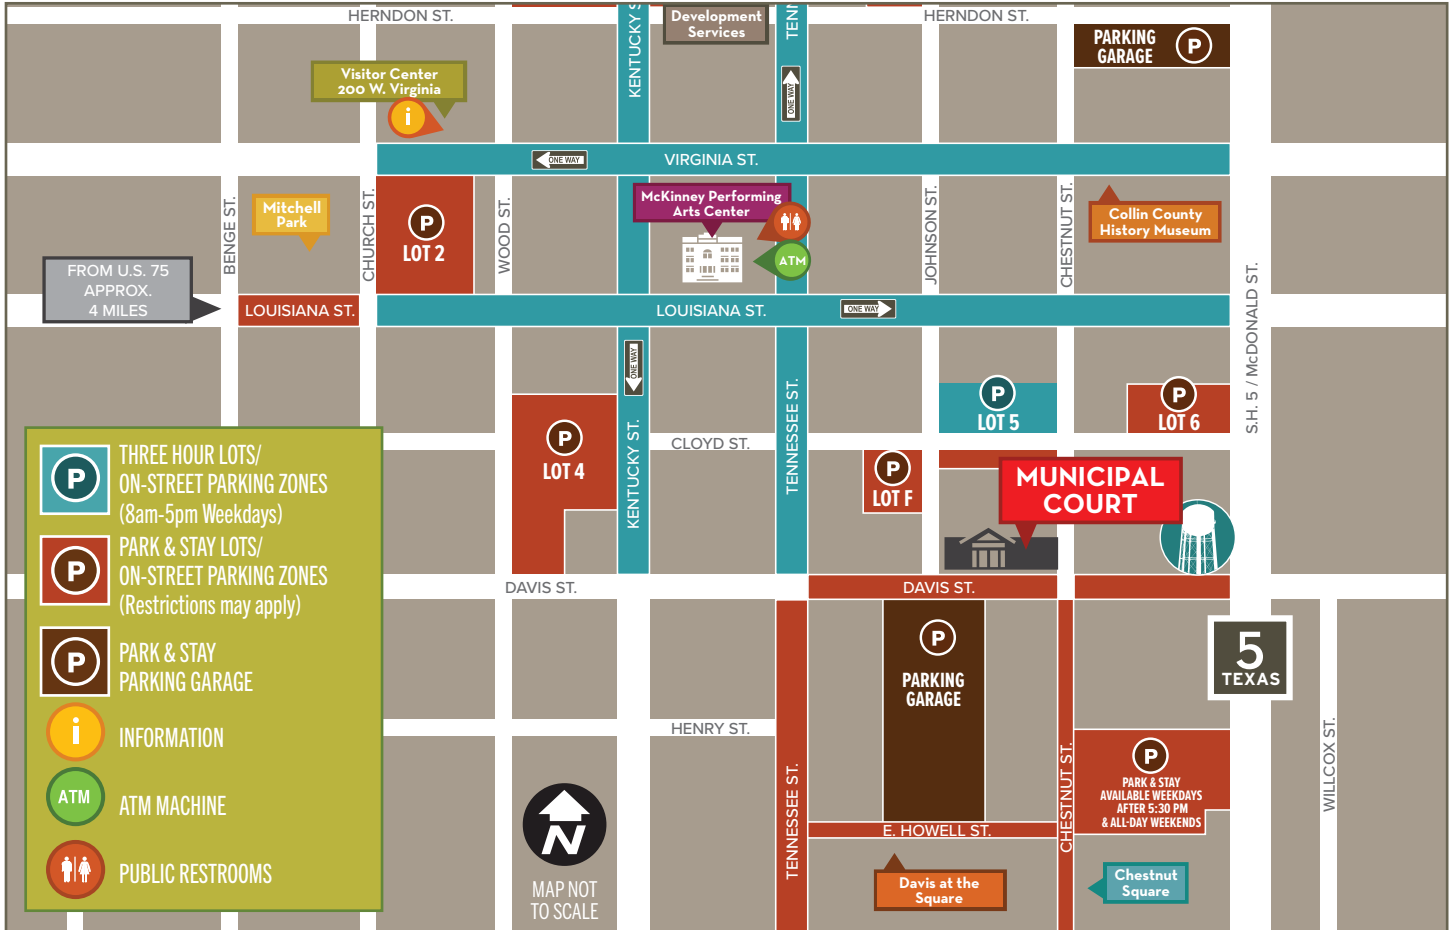 HERNDON ST.
KENTUCKY S
Development
Services
TENN
HERNDON ST.
PARKING
GARAGE
P
Visitor Center
200 W. Virginia
i
ONE WAY
ONE WAY
VIRGINIA ST.
BENGE ST.
Mitchell
Park
CHURCH ST.
P
LOT 2
WOOD ST.
McKinney Performing
Arts Center
ATM
JOHNSON ST.
CHESTNUT ST.
Collin County
History Museum
S.H. 5 / McDONALD ST.
FROM U.S. 75
APPROX.
4 MILES
LOUISIANA ST.
LOUISIANA ST.
ONE WAY
ONE WAY
P
LOT 4
KENTUCKY ST.
CLOYD ST.
TENNESSEE ST.
P
LOT 5
P
LOT 6
P
LOT F
MUNICIPAL
COURT
DAVIS ST.
DAVIS ST.
P
THREE HOUR LOTS/
ON-STREET PARKING ZONES
(8am-5pm Weekdays)
P
PARK & STAY LOTS/
ON-STREET PARKING ZONES
(Restrictions may apply)
P
PARK & STAY
PARKING GARAGE
i
INFORMATION
ATM
ATM MACHINE
PUBLIC RESTROOMS
P
PARKING
GARAGE
5
TEXAS
HENRY ST.
N
MAP NOT
TO SCALE
TENNESSEE ST.
E. HOWELL ST.
CHESTNUT ST.
P
PARK & STAY
AVAILABLE WEEKDAYS
AFTER 5:30 PM
& ALL-DAY WEEKENDS
WILLCOX ST.
Davis at the
Square
Chestnut
Square